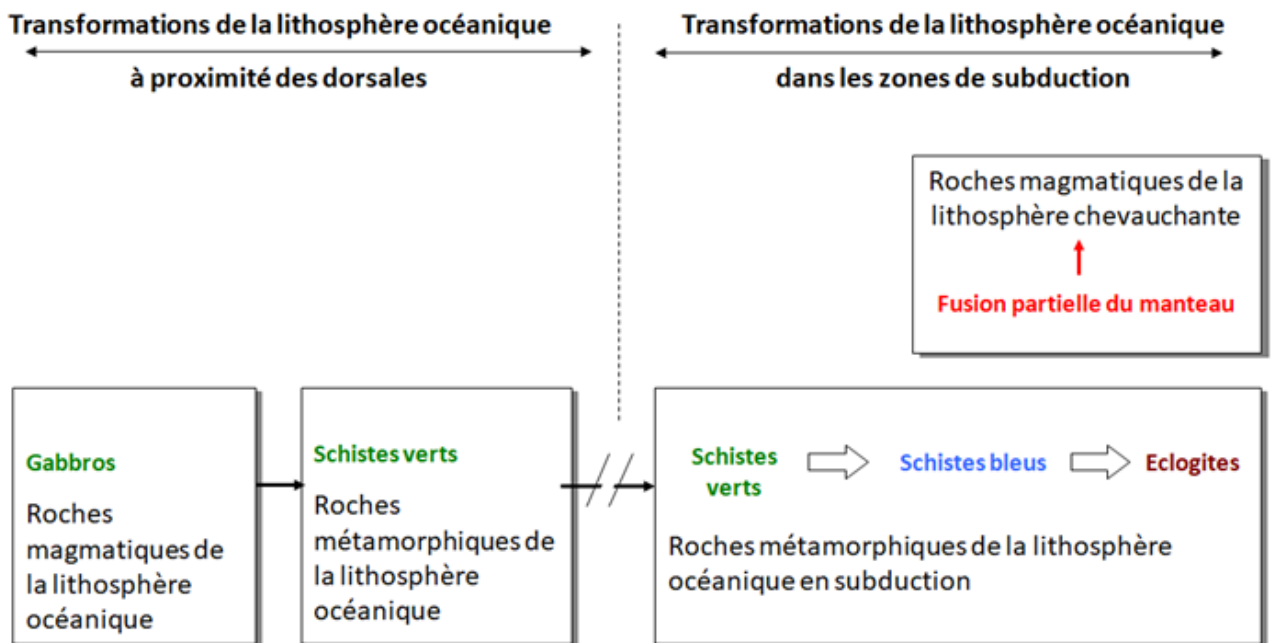 Transformations de la lithosphère océanique
à proximité des dorsales
Transformations de la lithosphère océanique
dans les zones de subduction
Roches magmatiques de la
lithosphère chevauchante
Fusion partielle du manteau
Gabbros
Roches
magmatiques de
la lithosphère
océanique
Schistes verts
Roches
métamorphiques de
la lithosphère
océanique
Schistes
verts
Schistes bleus
Eclogites
Roches métamorphiques de la lithosphère
océanique en subduction